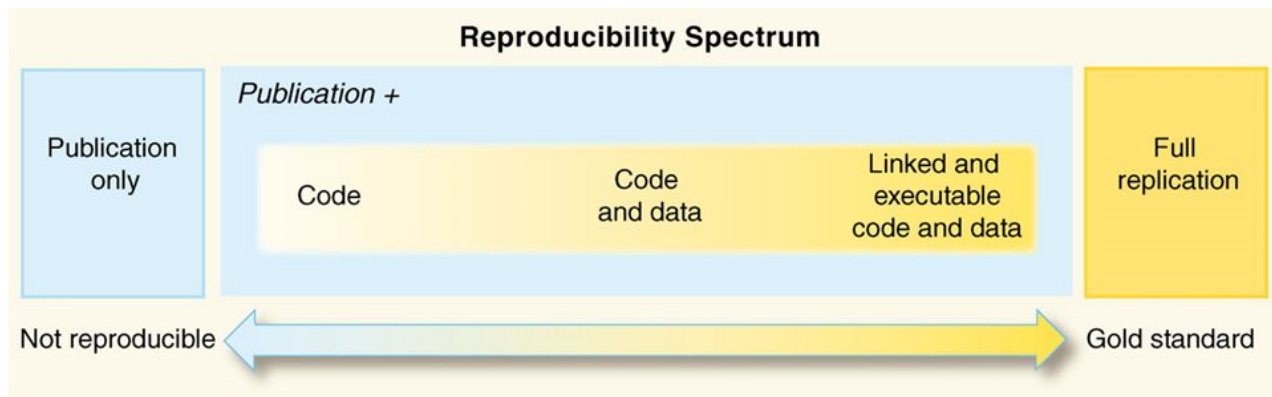 Reproducibility Spectrum
Publication
only
Publication +
Code
Code
and data
Linked and
executable
code and data
Full
replication
Not reproducible
Gold standard